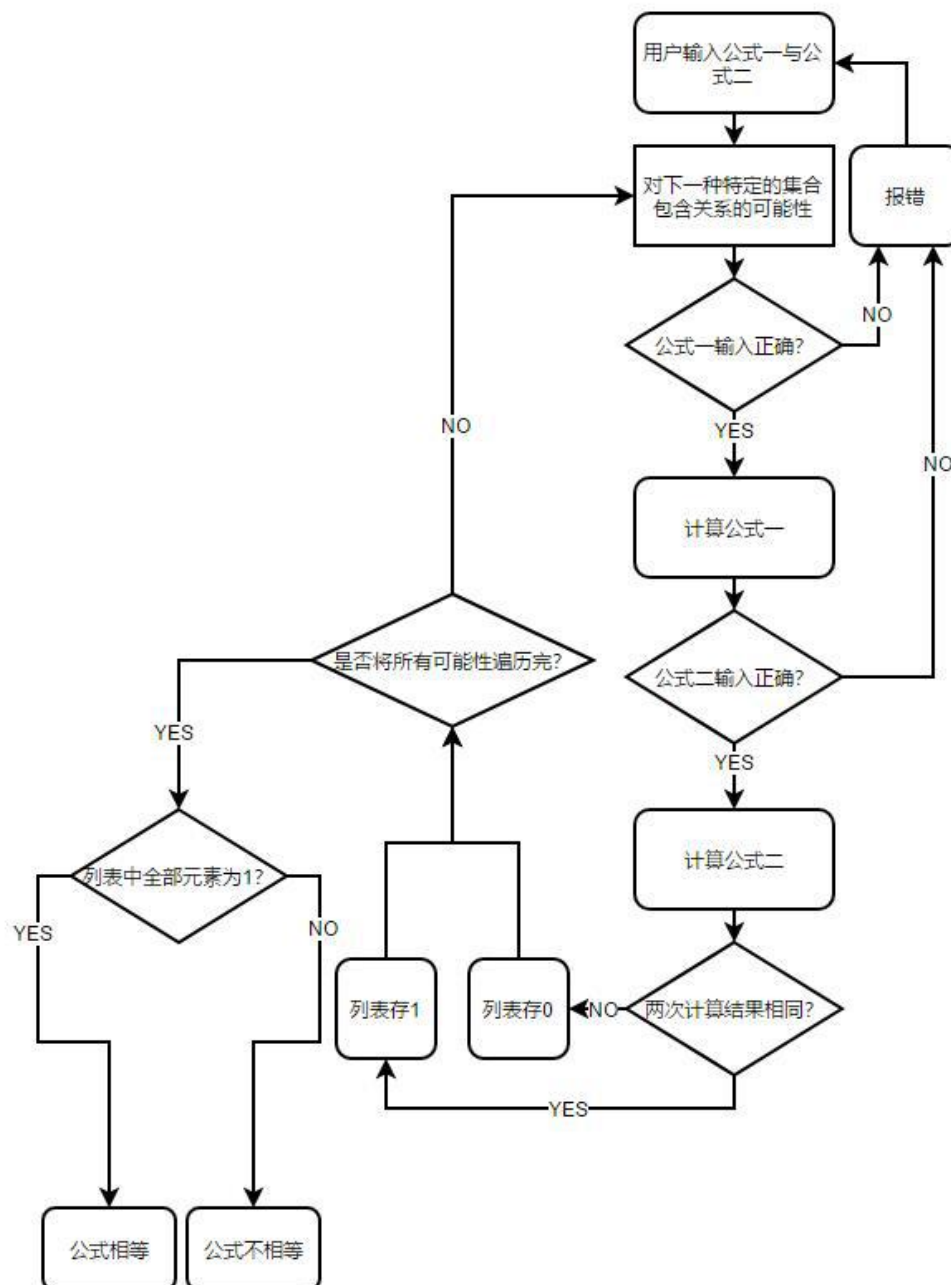 用户输入公式一与公
式二
对下一种特定的集合
包含关系的可能性
报错
公式一输入正确?
NO
YES
NO
NO
计算公式一
是否将所有可能性遍历完?
公式二输入正确?
YES
YES
列表中全部元素为1?
计算公式二
YES
NO
列表存1
列表存0
NO
两次计算结果相同?
YES
公式相等
公式不相等